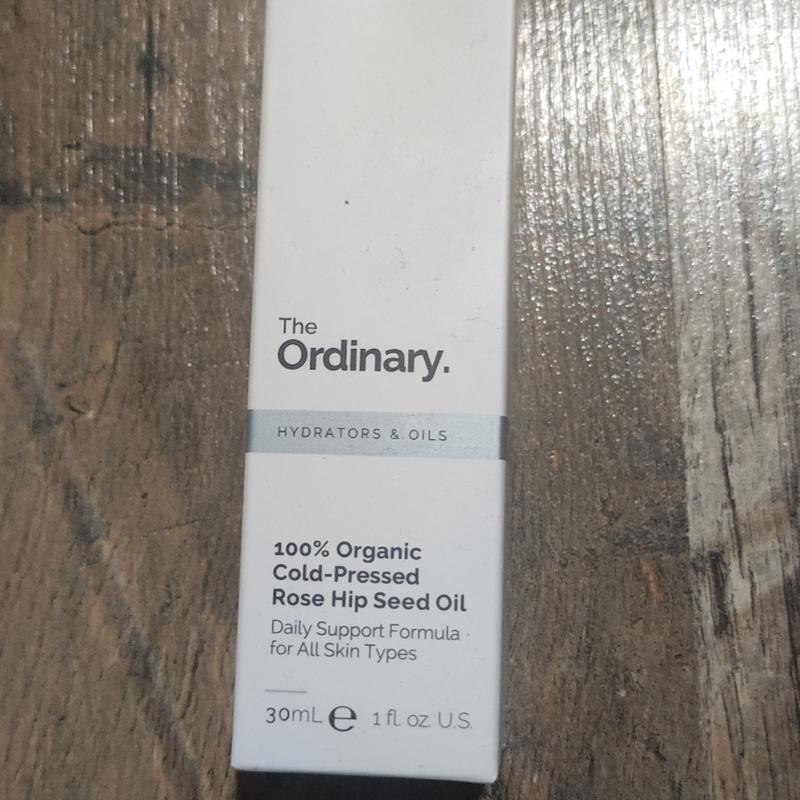 The
Ordinary.
HYDRATORS & OILS
100% Organic
Cold-Pressed
Rose Hip Seed Oil
Daily Support Formula
for All Skin Types
30mL e 1 fl. oz. U.S.